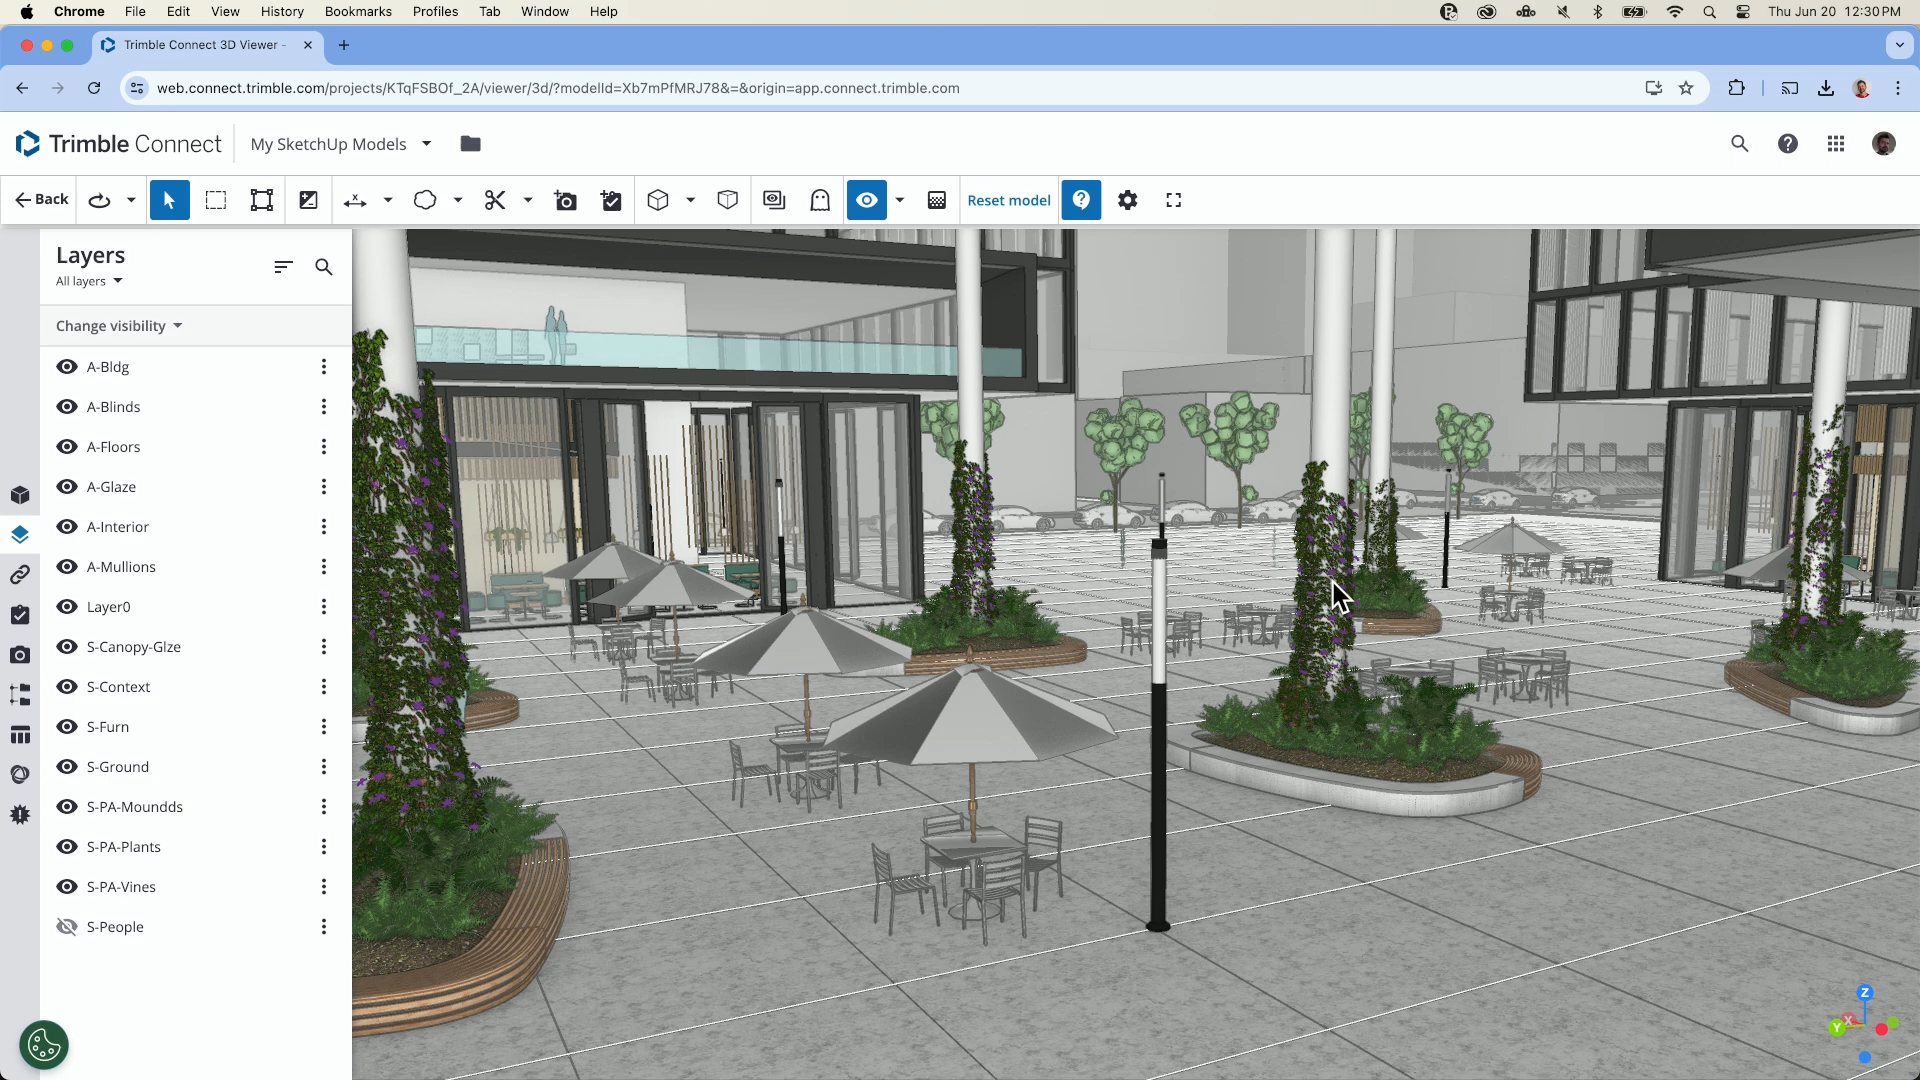 Chrome File Edit View History Bookmarks Profiles Tab Window Help Thu Jun 20 12:30 PM
Trimble Connect 3D Viewer -
web.connect.trimble.com/projects/KTqFSBOf_2A/viewer/3d/?modelId=Xb7mPfMRJ78&=&origin=app.connect.trimble.com
Trimble Connect My SketchUp Models
Back Reset model
Layers
All layers
Change visibility
A-Bldg
A-Blinds
A-Floors
A-Glaze
A-Interior
A-Mullions
Layer0
S-Canopy-Glze
S-Context
S-Furn
S-Ground
S-PA-Moundds
S-PA-Plants
S-PA-Vines
S-People
Z
X
Y